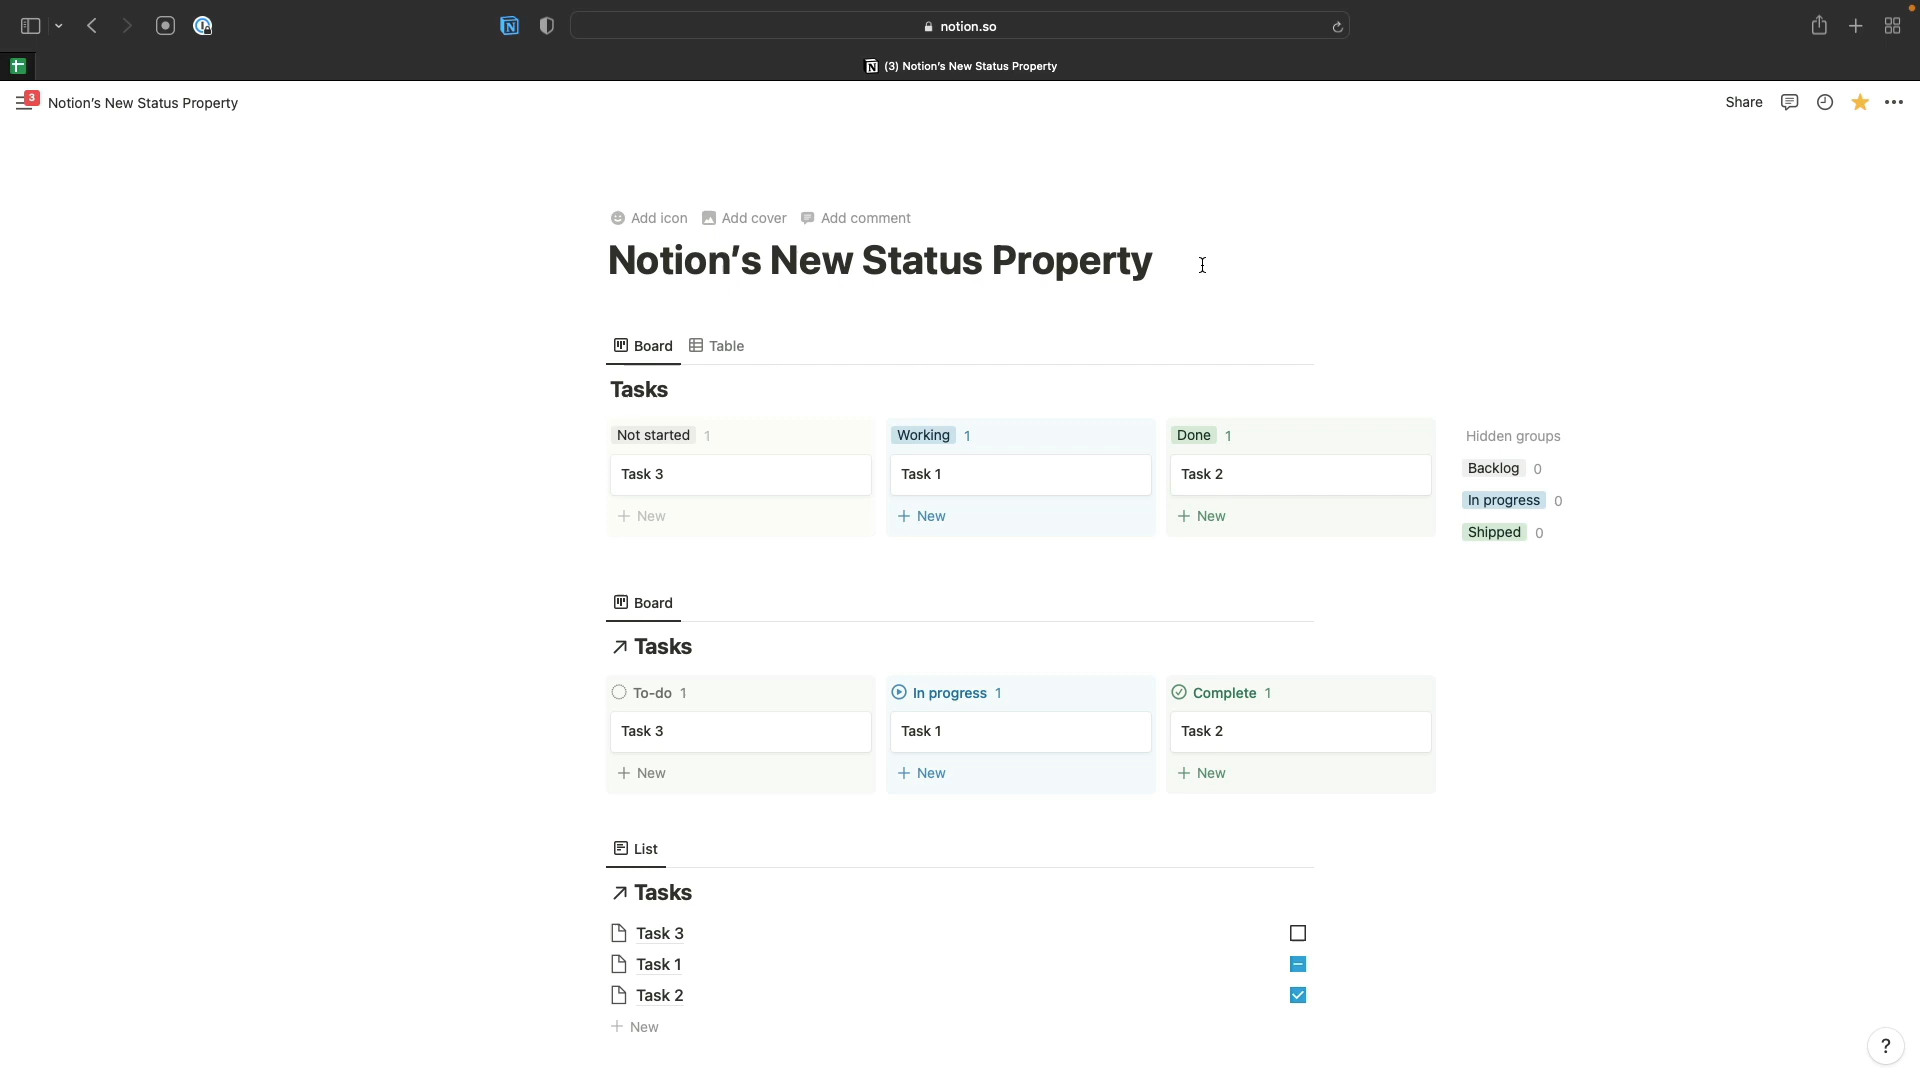 notion.so
(3) Notion's New Status Property
3 Notion's New Status Property
Share
Add icon Add cover Add comment
Notion's New Status Property
Board Table
Tasks
Not started 1 Working 1 Done 1 Hidden groups
Task 3 Task 1 Task 2 Backlog 0
+ New + New + New In progress 0
Shipped 0
Board
Tasks
To-do 1 In progress 1 Complete 1
Task 3 Task 1 Task 2
+ New + New + New
List
Tasks
Task 3
Task 1
Task 2
+ New
?